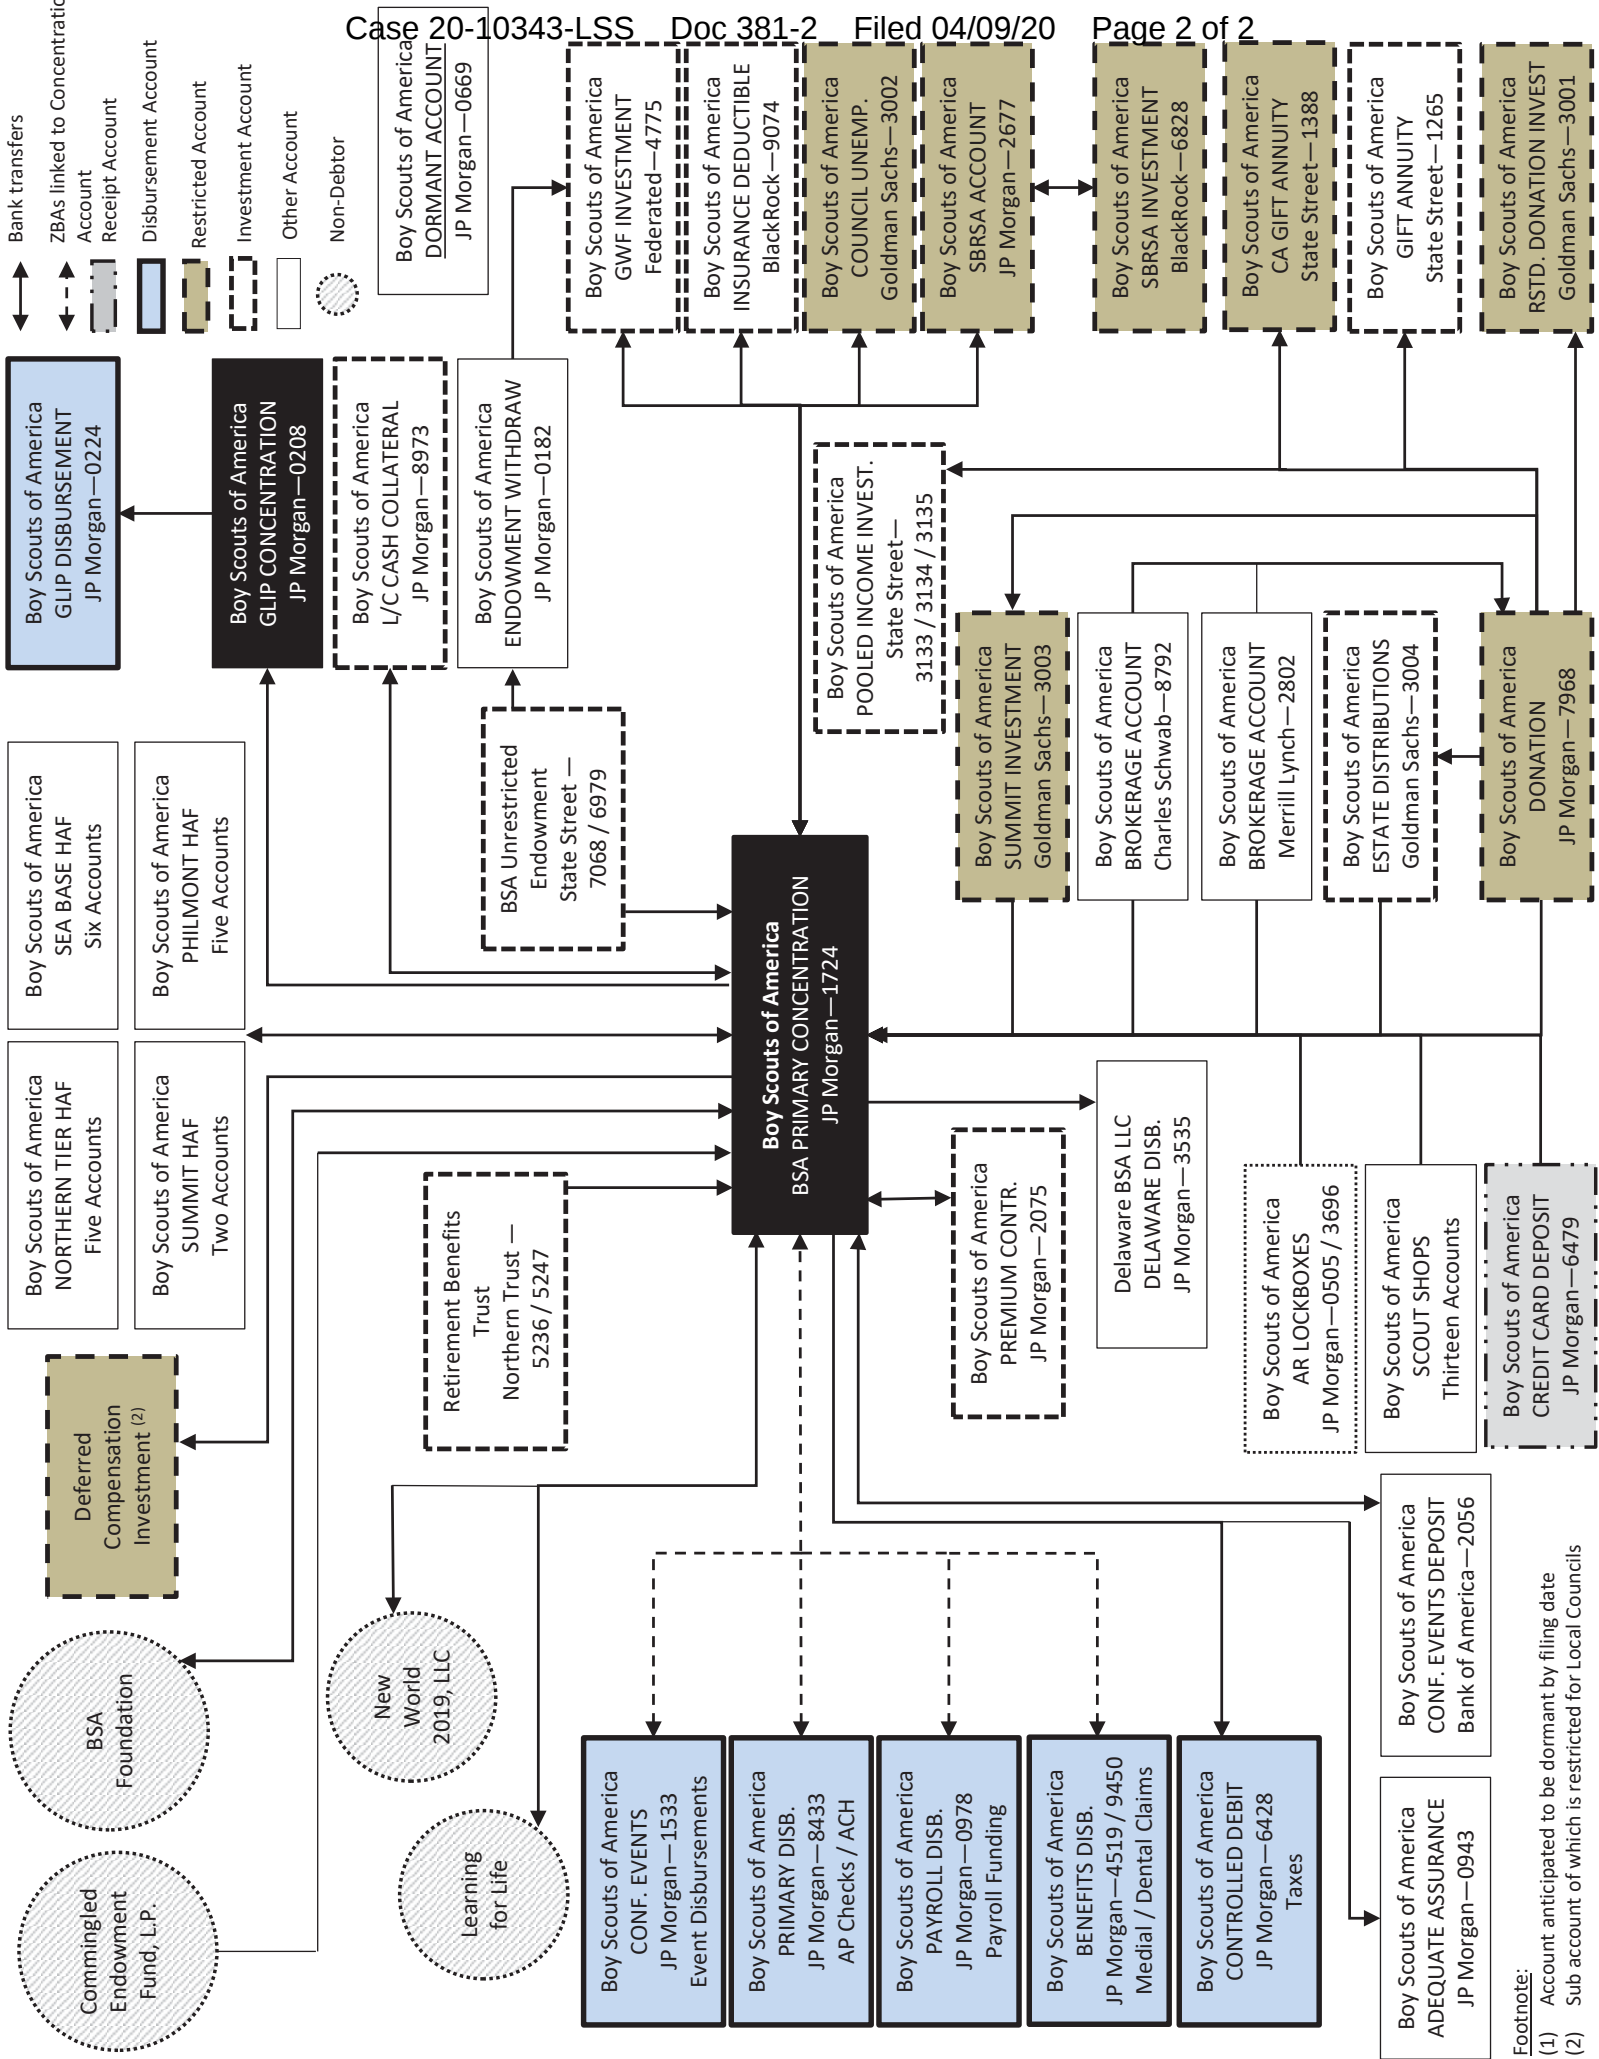 Case 20-10343-LSS Doc 381-2 Filed 04/09/20 Page 2 of 2
Commingled
Endowment
Fund, L.P.
BSA
Foundation
Deferred
Compensation
Investment (2)
Boy Scouts of America
NORTHERN TIER HAF
Five Accounts
Boy Scouts of America
SEA BASE HAF
Six Accounts
Boy Scouts of America
SUMMIT HAF
Two Accounts
Boy Scouts of America
PHILMONT HAF
Five Accounts
Boy Scouts of America
GLIP DISBURSEMENT
JP Morgan—0224
Boy Scouts of America
GLIP CONCENTRATION
JP Morgan—0208
Boy Scouts of America
L/C CASH COLLATERAL
JP Morgan—8973
Boy Scouts of America
ENDOWMENT WITHDRAW
JP Morgan—0182
Bank transfers
ZBAs linked to Concentratio
Account
Receipt Account
Disbursement Account
Restricted Account
Investment Account
Other Account
Non-Debtor
Boy Scouts of America
DORMANT ACCOUNT
JP Morgan—0669
New
World
2019, LLC
Learning
for Life
Retirement Benefits
Trust
Northern Trust —
5236 / 5247
BSA Unrestricted
Endowment
State Street —
7068 / 6979
Boy Scouts of America
GWF INVESTMENT
Federated—4775
Boy Scouts of America
INSURANCE DEDUCTIBLE
BlackRock—9074
Boy Scouts of America
COUNCIL UNEMP.
Goldman Sachs—3002
Boy Scouts of America
SBRSA ACCOUNT
JP Morgan—2677
Boy Scouts of America
SBRSA INVESTMENT
BlackRock—6828
Boy Scouts of America
CA GIFT ANNUITY
State Street—1388
Boy Scouts of America
GIFT ANNUITY
State Street—1265
Boy Scouts of America
RSTD. DONATION INVEST
Goldman Sachs—3001
Boy Scouts of America
CONF. EVENTS
JP Morgan—1533
Event Disbursements
Boy Scouts of America
PRIMARY DISB.
JP Morgan—8433
AP Checks / ACH
Boy Scouts of America
PAYROLL DISB.
JP Morgan—0978
Payroll Funding
Boy Scouts of America
BENEFITS DISB.
JP Morgan—4519 / 9450
Medial / Dental Claims
Boy Scouts of America
CONTROLLED DEBIT
JP Morgan—6428
Taxes
Boy Scouts of America
BSA PRIMARY CONCENTRATION
JP Morgan—1724
Boy Scouts of America
POOLED INCOME INVEST.
State Street—
3133 / 3134 / 3135
Boy Scouts of America
PREMIUM CONTR.
JP Morgan—2075
Delaware BSA LLC
DELAWARE DISB.
JP Morgan—3535
Boy Scouts of America
SUMMIT INVESTMENT
Goldman Sachs—3003
Boy Scouts of America
BROKERAGE ACCOUNT
Charles Schwab—8792
Boy Scouts of America
BROKERAGE ACCOUNT
Merrill Lynch—2802
Boy Scouts of America
ESTATE DISTRIBUTIONS
Goldman Sachs—3004
Boy Scouts of America
DONATION
JP Morgan—7968
Boy Scouts of America
AR LOCKBOXES
JP Morgan—0505 / 3696
Boy Scouts of America
SCOUT SHOPS
Thirteen Accounts
Boy Scouts of America
CREDIT CARD DEPOSIT
JP Morgan—6479
Boy Scouts of America
ADEQUATE ASSURANCE
JP Morgan—0943
Boy Scouts of America
CONF. EVENTS DEPOSIT
Bank of America—2056
Footnote:
(1) Account anticipated to be dormant by filing date
(2) Sub account of which is restricted for Local Councils